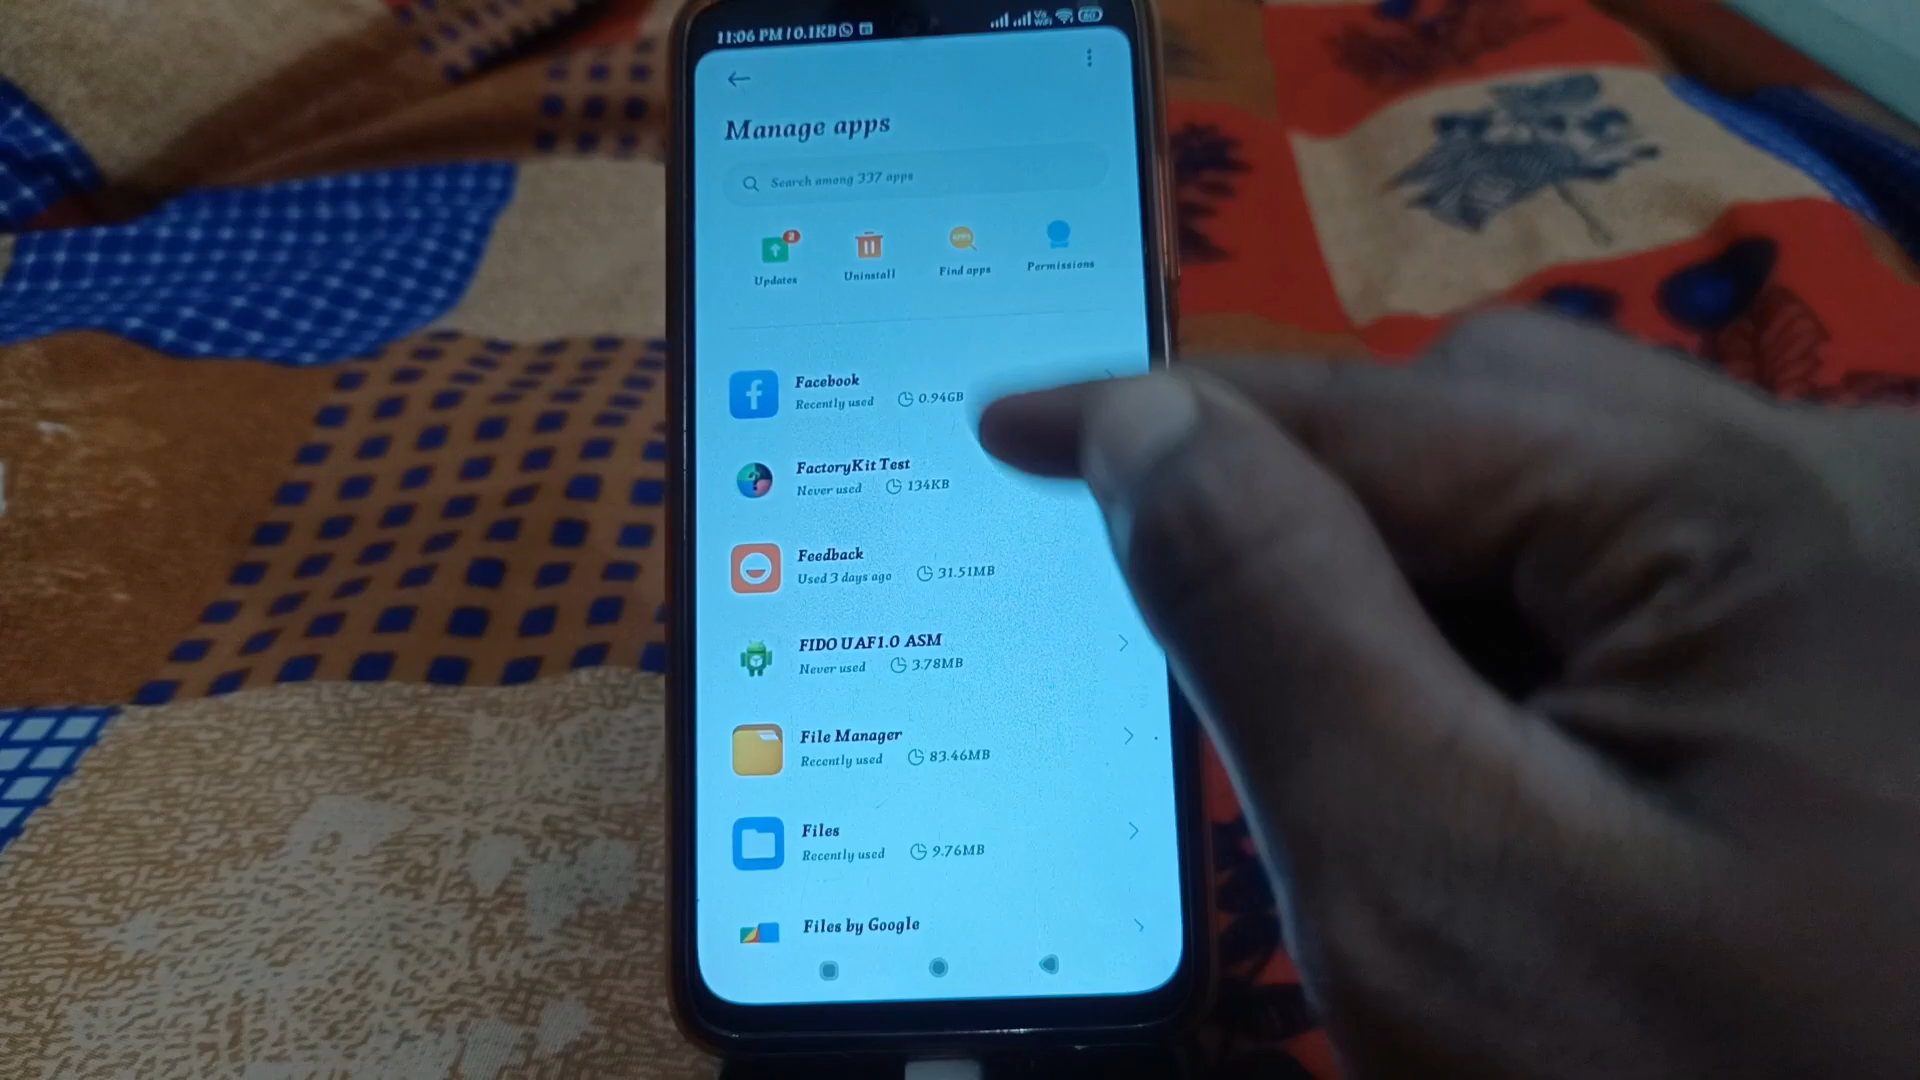 11:06 PM / 0.1KB
Manage apps
Search among 337 apps
2
Updates
Uninstall
Find apps
Permissions
Facebook
Recently used 0.94GB
FactoryKit Test
Never used 134KB
Feedback
Used 3 days ago 31.51MB
FIDO UAF1.0 ASM
Never used 3.78MB
File Manager
Recently used 83.46MB
Files
Recently used 9.76MB
Files by Google